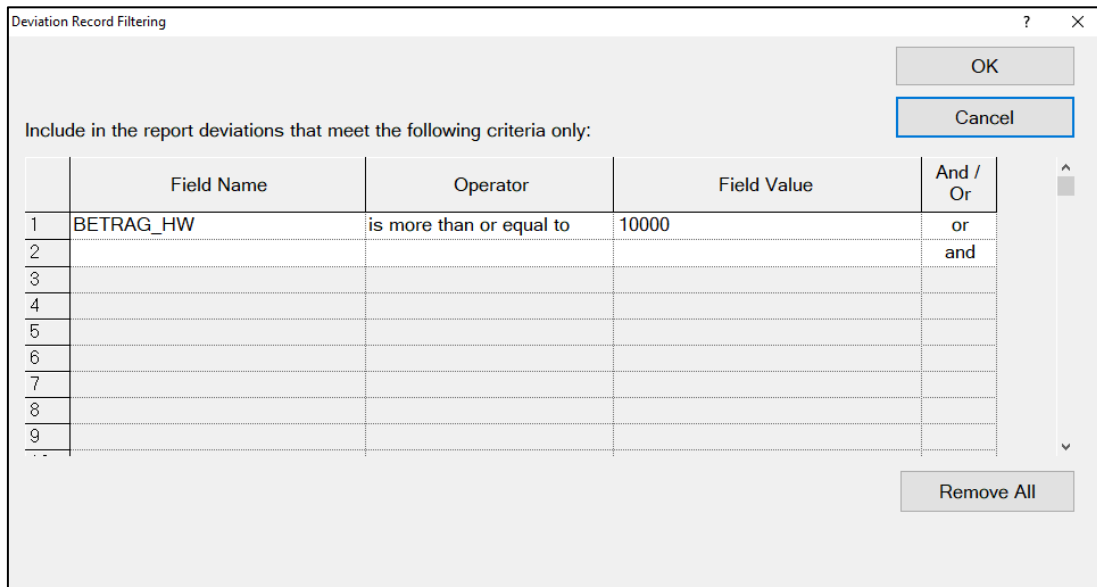 Deviation Record Filtering ? ×
OK
Cancel
Include in the report deviations that meet the following criteria only:
Field Name Operator Field Value And / Or
1 BETRAG_HW is more than or equal to 10000 or
2 and
3
4
5
6
7
8
9
Remove All